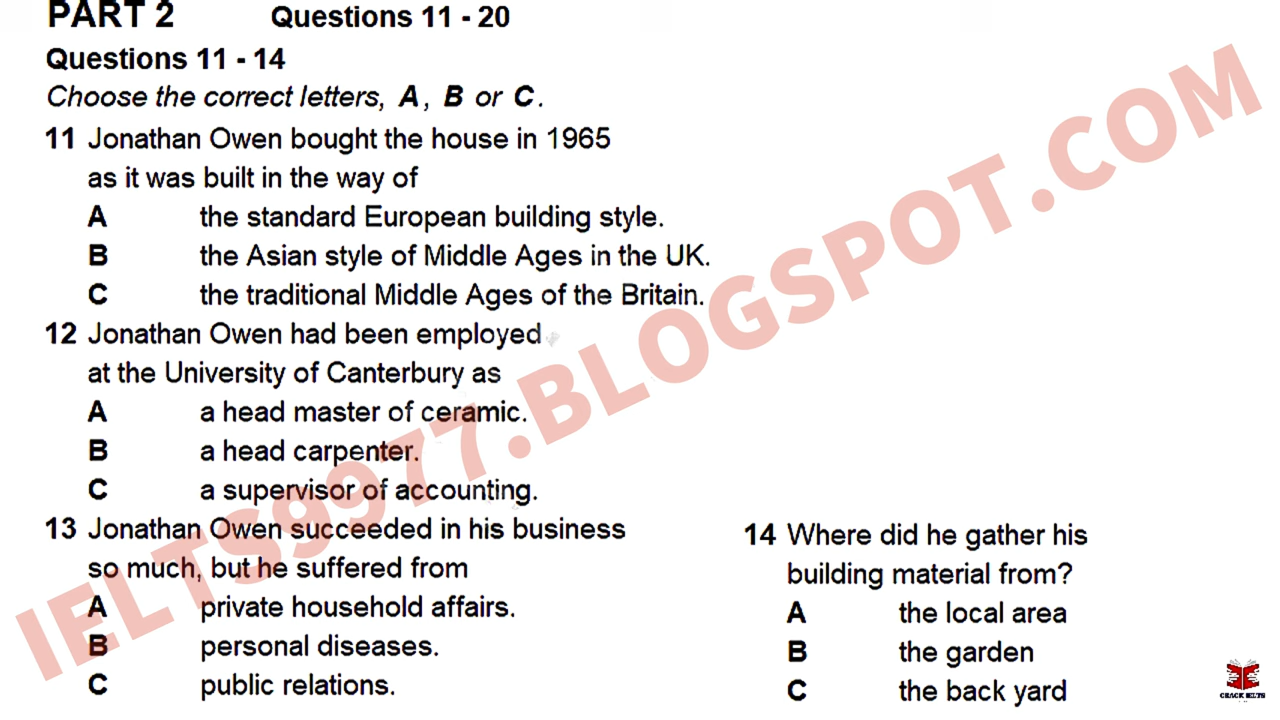 PART 2 Questions 11 - 20
Questions 11 - 14
Choose the correct letters, A, B or C.
11 Jonathan Owen bought the house in 1965
as it was built in the way of
A the standard European building style.
B the Asian style of Middle Ages in the UK.
C the traditional Middle Ages of the Britain.
12 Jonathan Owen had been employed
at the University of Canterbury as
A a head master of ceramic.
B a head carpenter.
C a supervisor of accounting.
13 Jonathan Owen succeeded in his business
so much, but he suffered from
A private household affairs.
B personal diseases.
C public relations.
14 Where did he gather his
building material from?
A the local area
B the garden
C the back yard
IELTS9977.BLOGSPOT.COM
CRACK IELTS